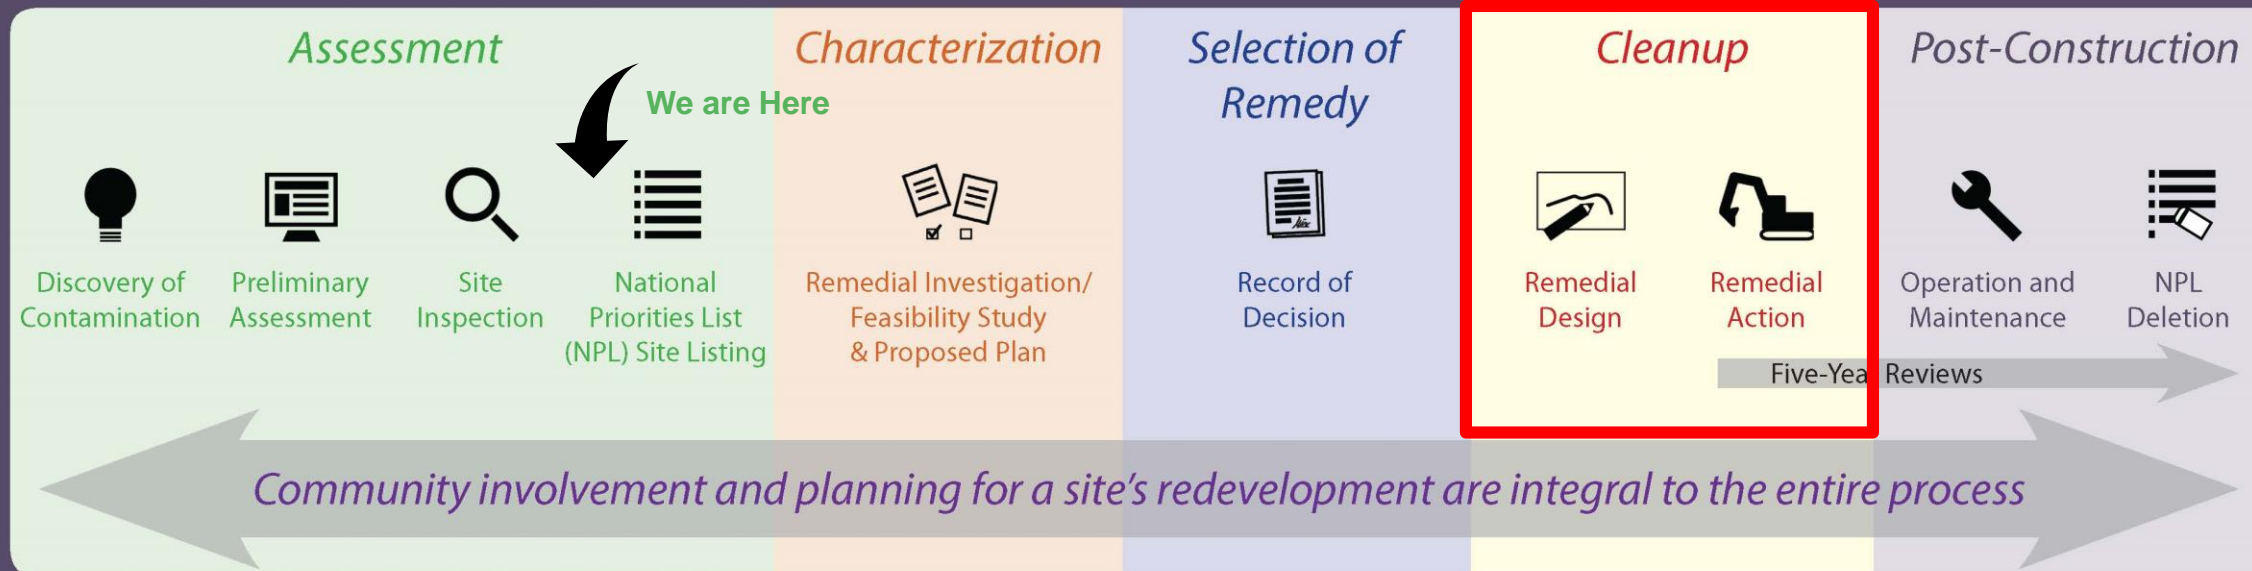 Assessment
We are Here
Discovery of
Contamination
Preliminary
Assessment
Site
Inspection
National
Priorities List
(NPL) Site Listing
Characterization
Remedial Investigation/
Feasibility Study
& Proposed Plan
Selection of
Remedy
Record of
Decision
Cleanup
Remedial
Design
Remedial
Action
Post-Construction
Operation and
Maintenance
NPL
Deletion
Five-Yea Reviews
Community involvement and planning for a site's redevelopment are integral to the entire process